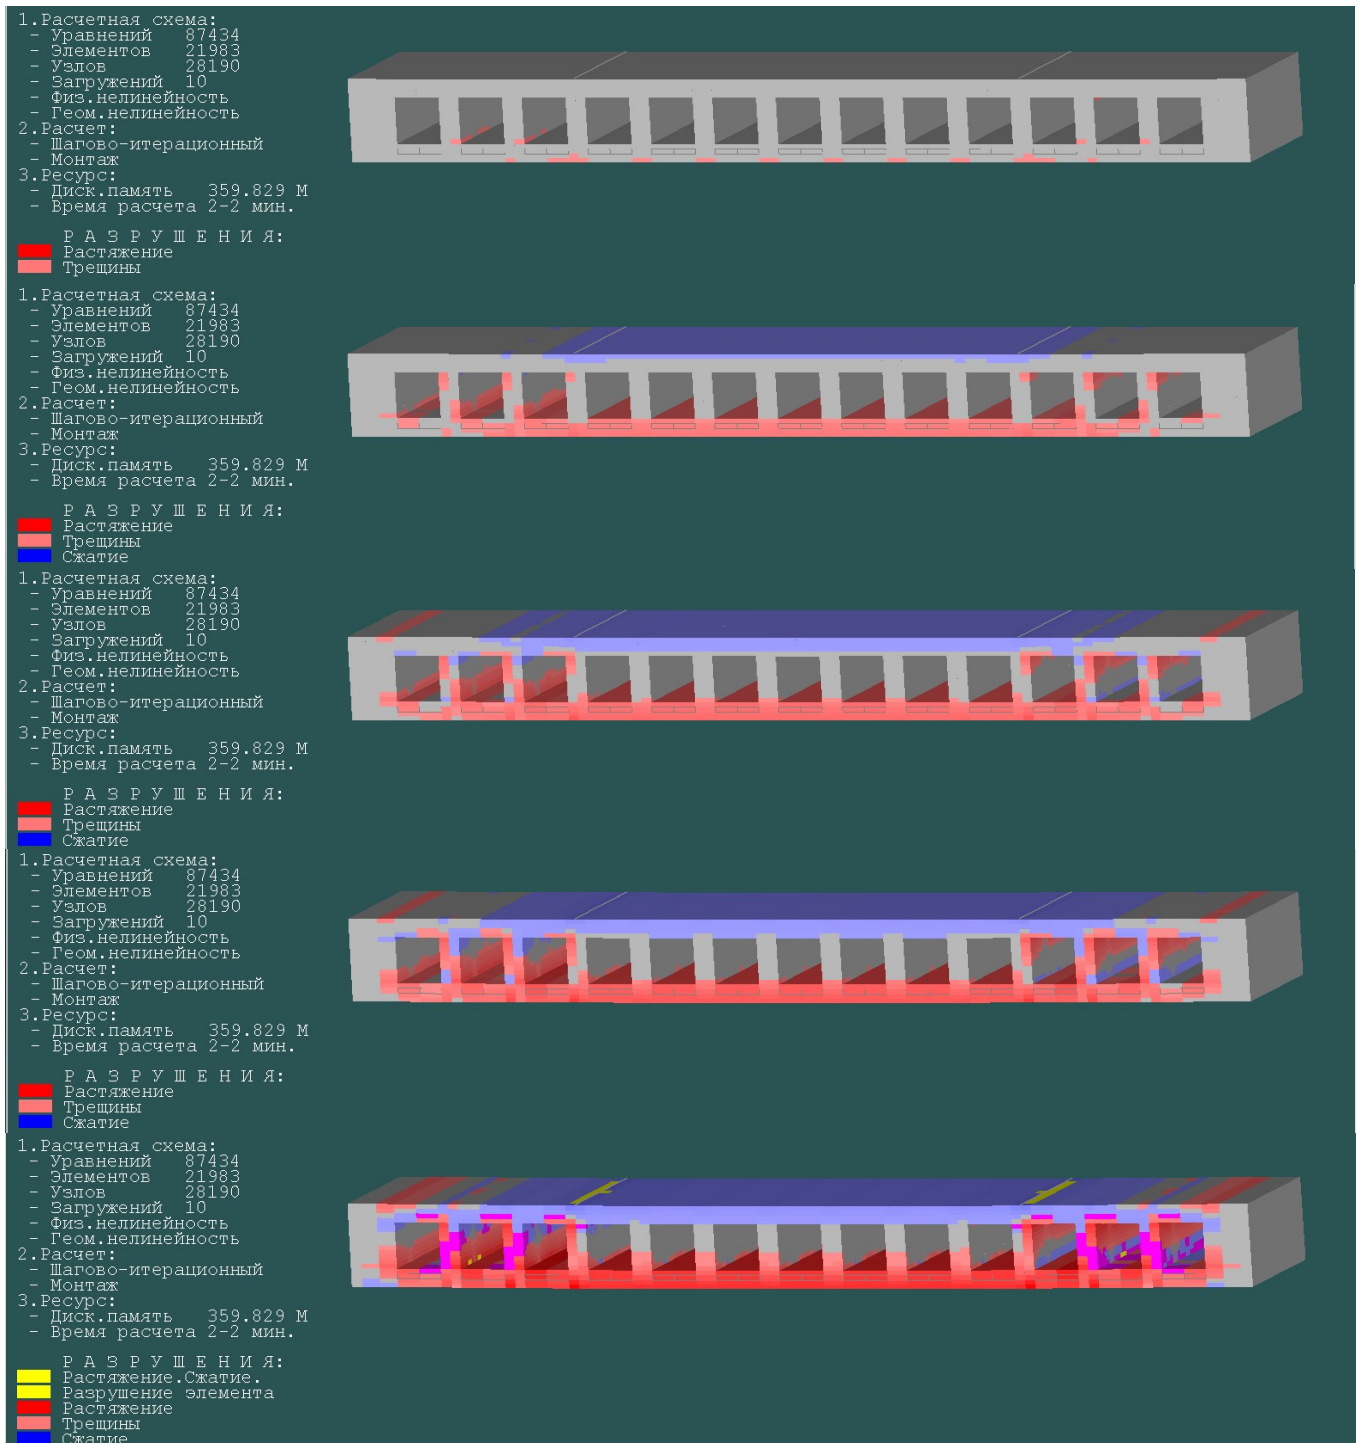 1.Расчетная схема:
- Уравнений 87434
- Элементов 21983
- Узлов 28190
- Загружений 10
- Физ.нелинейность
- Геом.нелинейность
2.Расчет:
- Шагово-итерационный
- Монтаж
3.Ресурс:
- Диск.память 359.829 М
- Время расчета 2-2 мин.
Р А З Р У Ш Е Н И Я:
Растяжение
Трещины
1.Расчетная схема:
- Уравнений 87434
- Элементов 21983
- Узлов 28190
- Загружений 10
- Физ.нелинейность
- Геом.нелинейность
2.Расчет:
- Шагово-итерационный
- Монтаж
3.Ресурс:
- Диск.память 359.829 М
- Время расчета 2-2 мин.
Р А З Р У Ш Е Н И Я:
Растяжение
Трещины
Сжатие
1.Расчетная схема:
- Уравнений 87434
- Элементов 21983
- Узлов 28190
- Загружений 10
- Физ.нелинейность
- Геом.нелинейность
2.Расчет:
- Шагово-итерационный
- Монтаж
3.Ресурс:
- Диск.память 359.829 М
- Время расчета 2-2 мин.
Р А З Р У Ш Е Н И Я:
Растяжение
Трещины
Сжатие
1.Расчетная схема:
- Уравнений 87434
- Элементов 21983
- Узлов 28190
- Загружений 10
- Физ.нелинейность
- Геом.нелинейность
2.Расчет:
- Шагово-итерационный
- Монтаж
3.Ресурс:
- Диск.память 359.829 М
- Время расчета 2-2 мин.
Р А З Р У Ш Е Н И Я:
Растяжение
Трещины
Сжатие
1.Расчетная схема:
- Уравнений 87434
- Элементов 21983
- Узлов 28190
- Загружений 10
- Физ.нелинейность
- Геом.нелинейность
2.Расчет:
- Шагово-итерационный
- Монтаж
3.Ресурс:
- Диск.память 359.829 М
- Время расчета 2-2 мин.
Р А З Р У Ш Е Н И Я:
Растяжение.Сжатие.
Разрушение элемента
Растяжение
Трещины
Сжатие